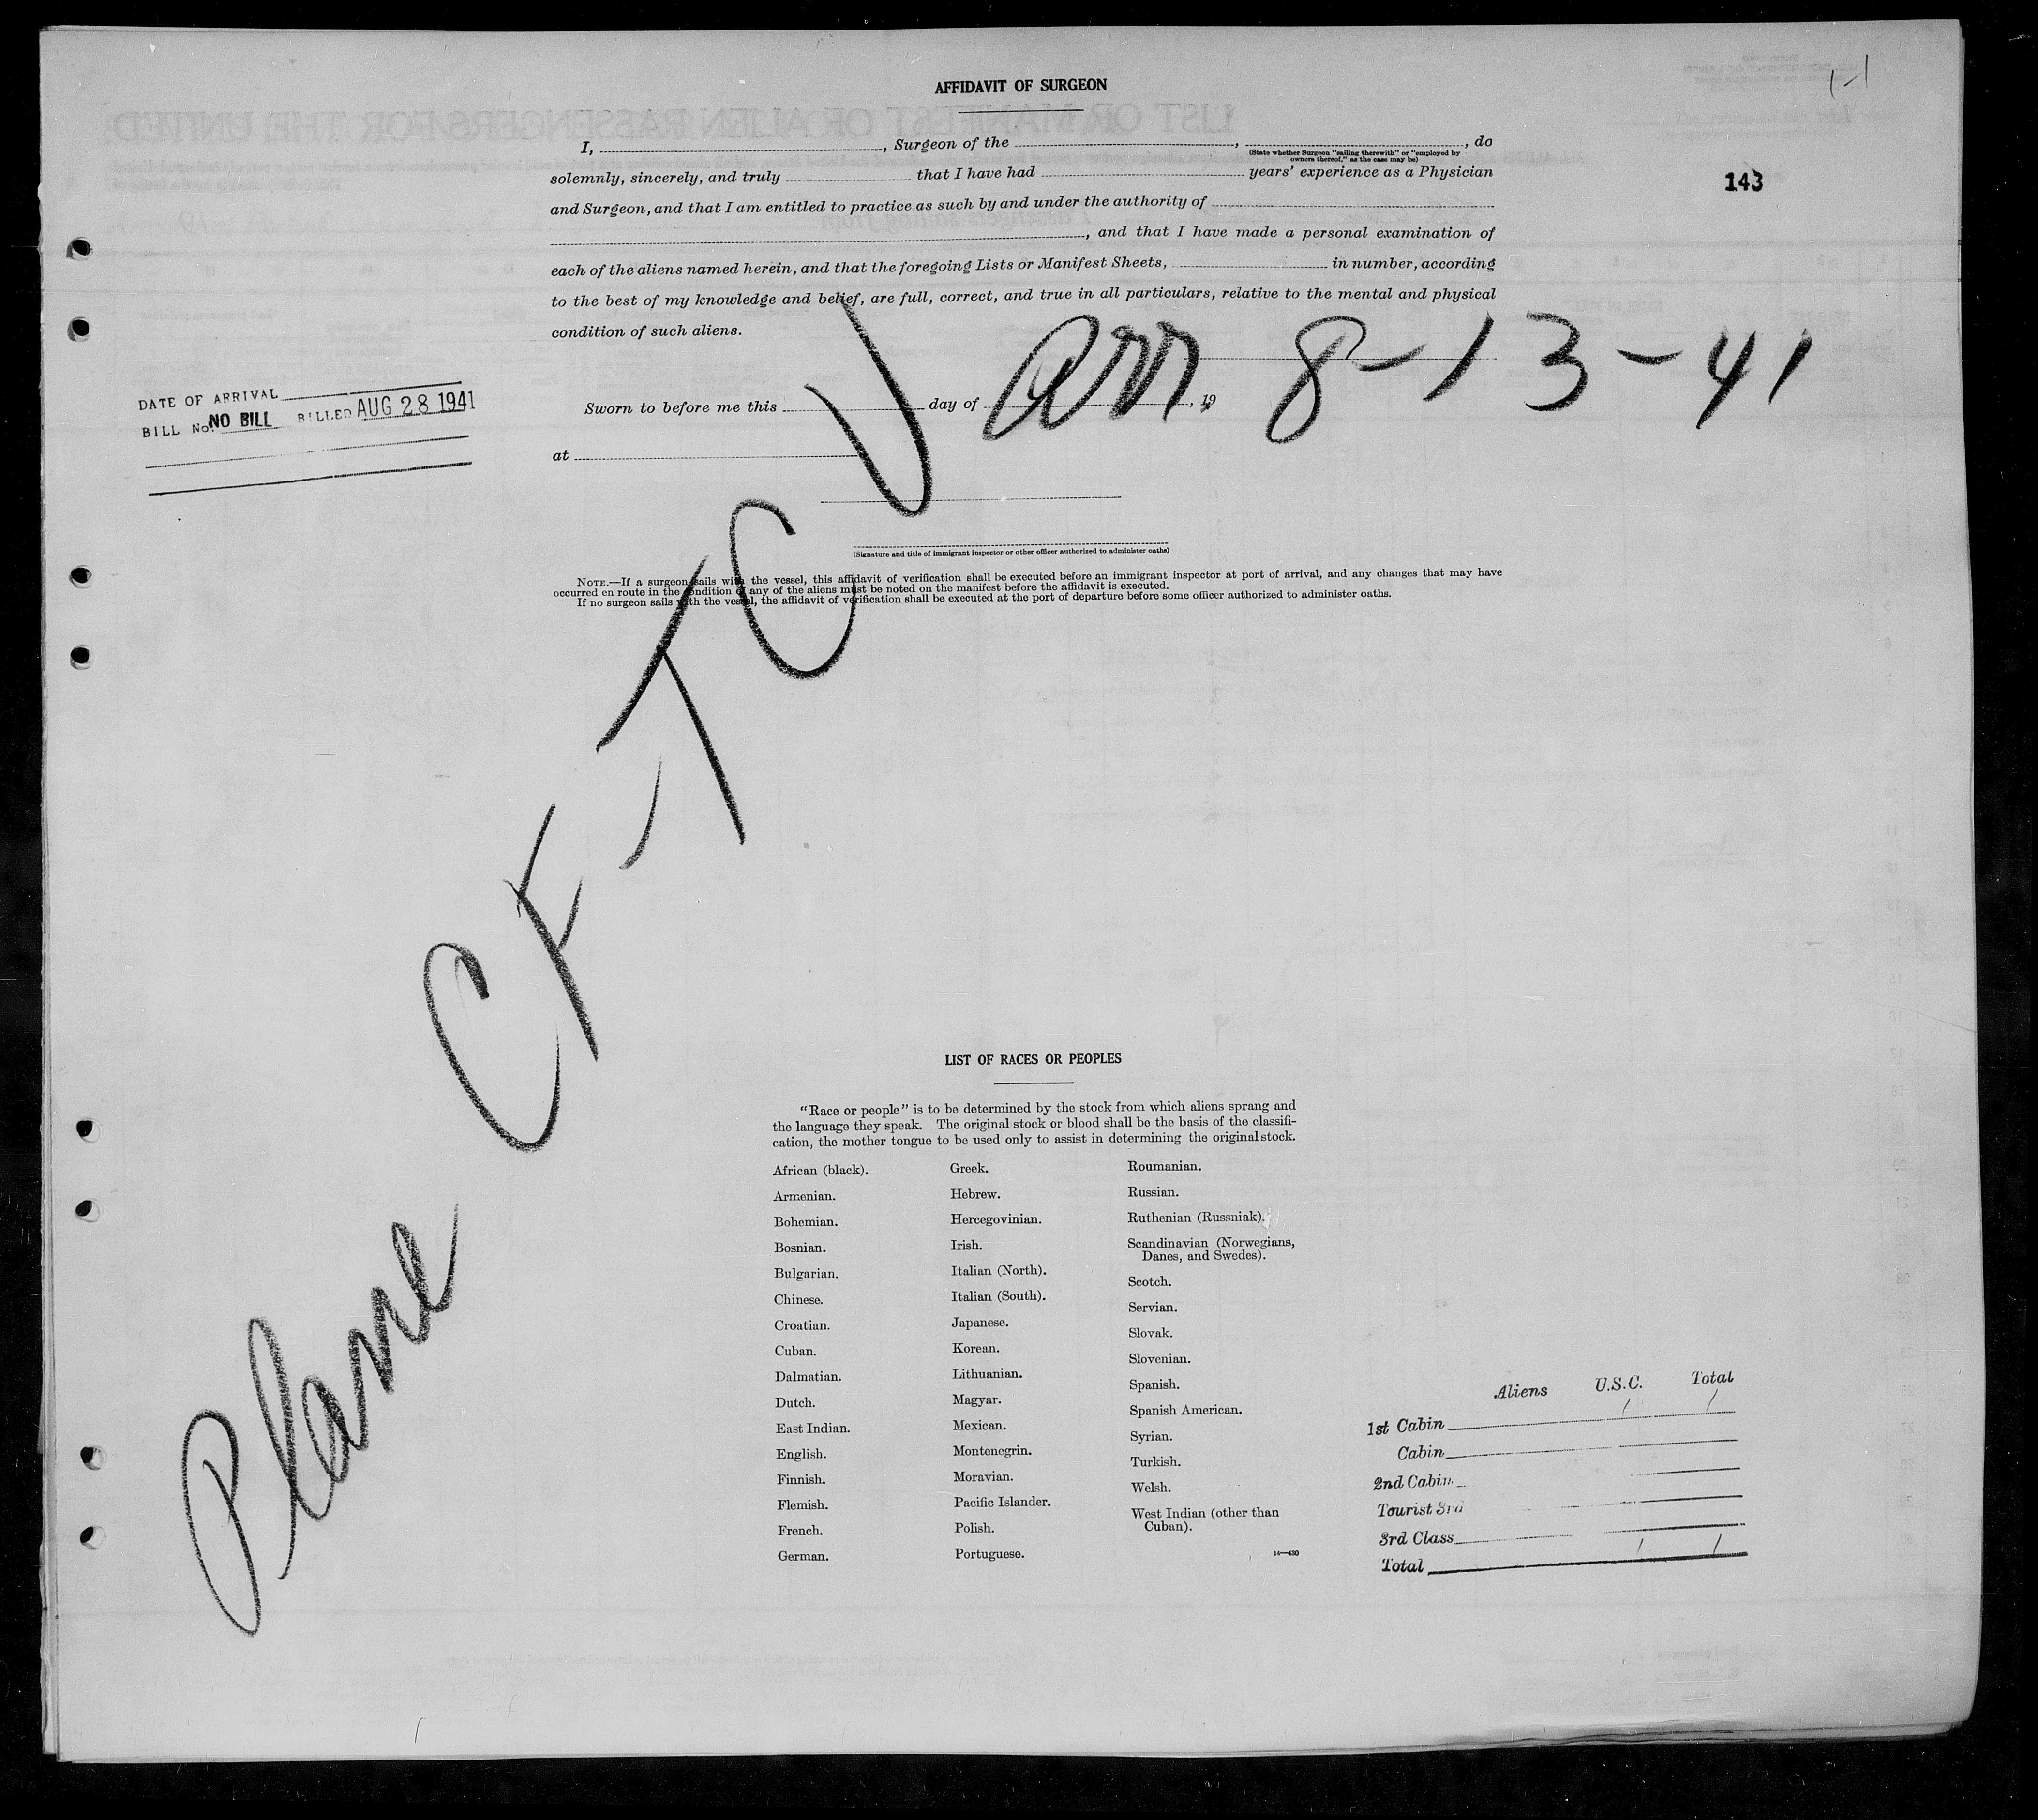 AFFIDAVIT OF SURGEON
1-1
I, , Surgeon of the , , do
(State whether Surgeon "sailing therewith" or "employed by owners thereof," as the case may be)
solemnly, sincerely, and truly that I have had years' experience as a Physician
143
and Surgeon, and that I am entitled to practice as such by and under the authority of
, and that I have made a personal examination of
each of the aliens named herein, and that the foregoing Lists or Manifest Sheets, in number, according
to the best of my knowledge and belief, are full, correct, and true in all particulars, relative to the mental and physical
condition of such aliens.
arr 8-13-41
DATE OF ARRIVAL
BILL No. NO BILL BILLED AUG 28 1941
Sworn to before me this day of , 19
at
(Signature and title of immigrant inspector or other officer authorized to administer oaths)
NOTE.—If a surgeon sails with the vessel, this affidavit of verification shall be executed before an immigrant inspector at port of arrival, and any changes that may have
occurred en route in the condition of any of the aliens must be noted on the manifest before the affidavit is executed.
If no surgeon sails with the vessel, the affidavit of verification shall be executed at the port of departure before some officer authorized to administer oaths.
Plane CF-TCU
LIST OF RACES OR PEOPLES
"Race or people" is to be determined by the stock from which aliens sprang and
the language they speak. The original stock or blood shall be the basis of the classifi-
cation, the mother tongue to be used only to assist in determining the original stock.
African (black).
Armenian.
Bohemian.
Bosnian.
Bulgarian.
Chinese.
Croatian.
Cuban.
Dalmatian.
Dutch.
East Indian.
English.
Finnish.
Flemish.
French.
German.
Greek.
Hebrew.
Hercegovinian.
Irish.
Italian (North).
Italian (South).
Japanese.
Korean.
Lithuanian.
Magyar.
Mexican.
Montenegrin.
Moravian.
Pacific Islander.
Polish.
Portuguese.
Roumanian.
Russian.
Ruthenian (Russniak).
Scandinavian (Norwegians,
Danes, and Swedes).
Scotch.
Servian.
Slovak.
Slovenian.
Spanish.
Spanish American.
Syrian.
Turkish.
Welsh.
West Indian (other than
Cuban).
14—430
Aliens U.S.C. Total
1st Cabin 1 1
Cabin
2nd Cabin
Tourist 3rd
3rd Class
Total 1 1